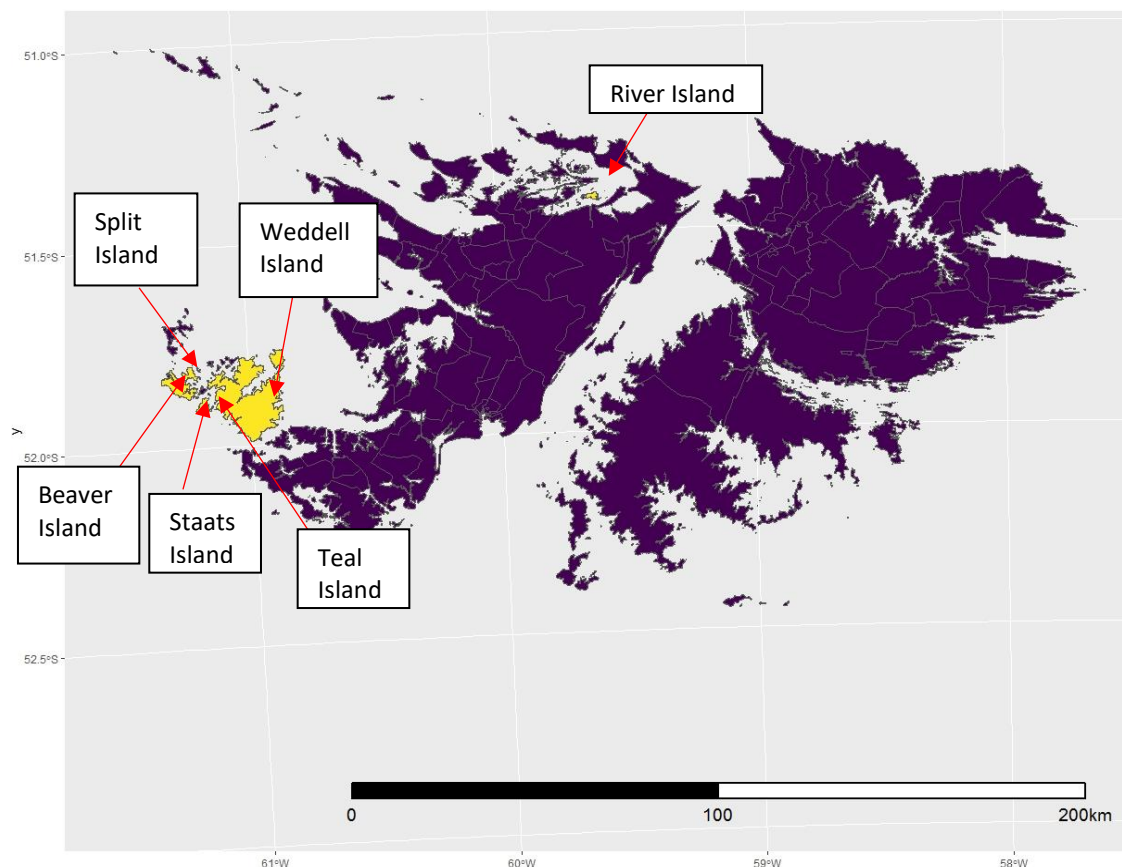 51.0°S
River Island
Split
Island
Weddell
Island
51.5°S
y
52.0°S
Beaver
Island
Staats
Island
Teal
Island
52.5°S
0
100
200km
61°W
60°W
59°W
58°W